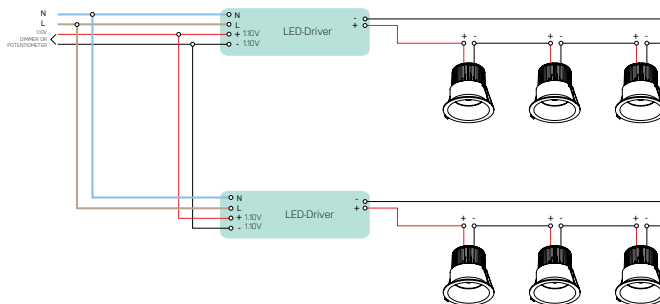 N
L
1.10V
DIMMER OR
POTENTIOMETER
N
L
+ 1.10V
- 1.10V
LED-Driver
-
+
+ -
+ -
+ -
N
L
+ 1.10V
- 1.10V
LED-Driver
-
+
+ -
+ -
+ -